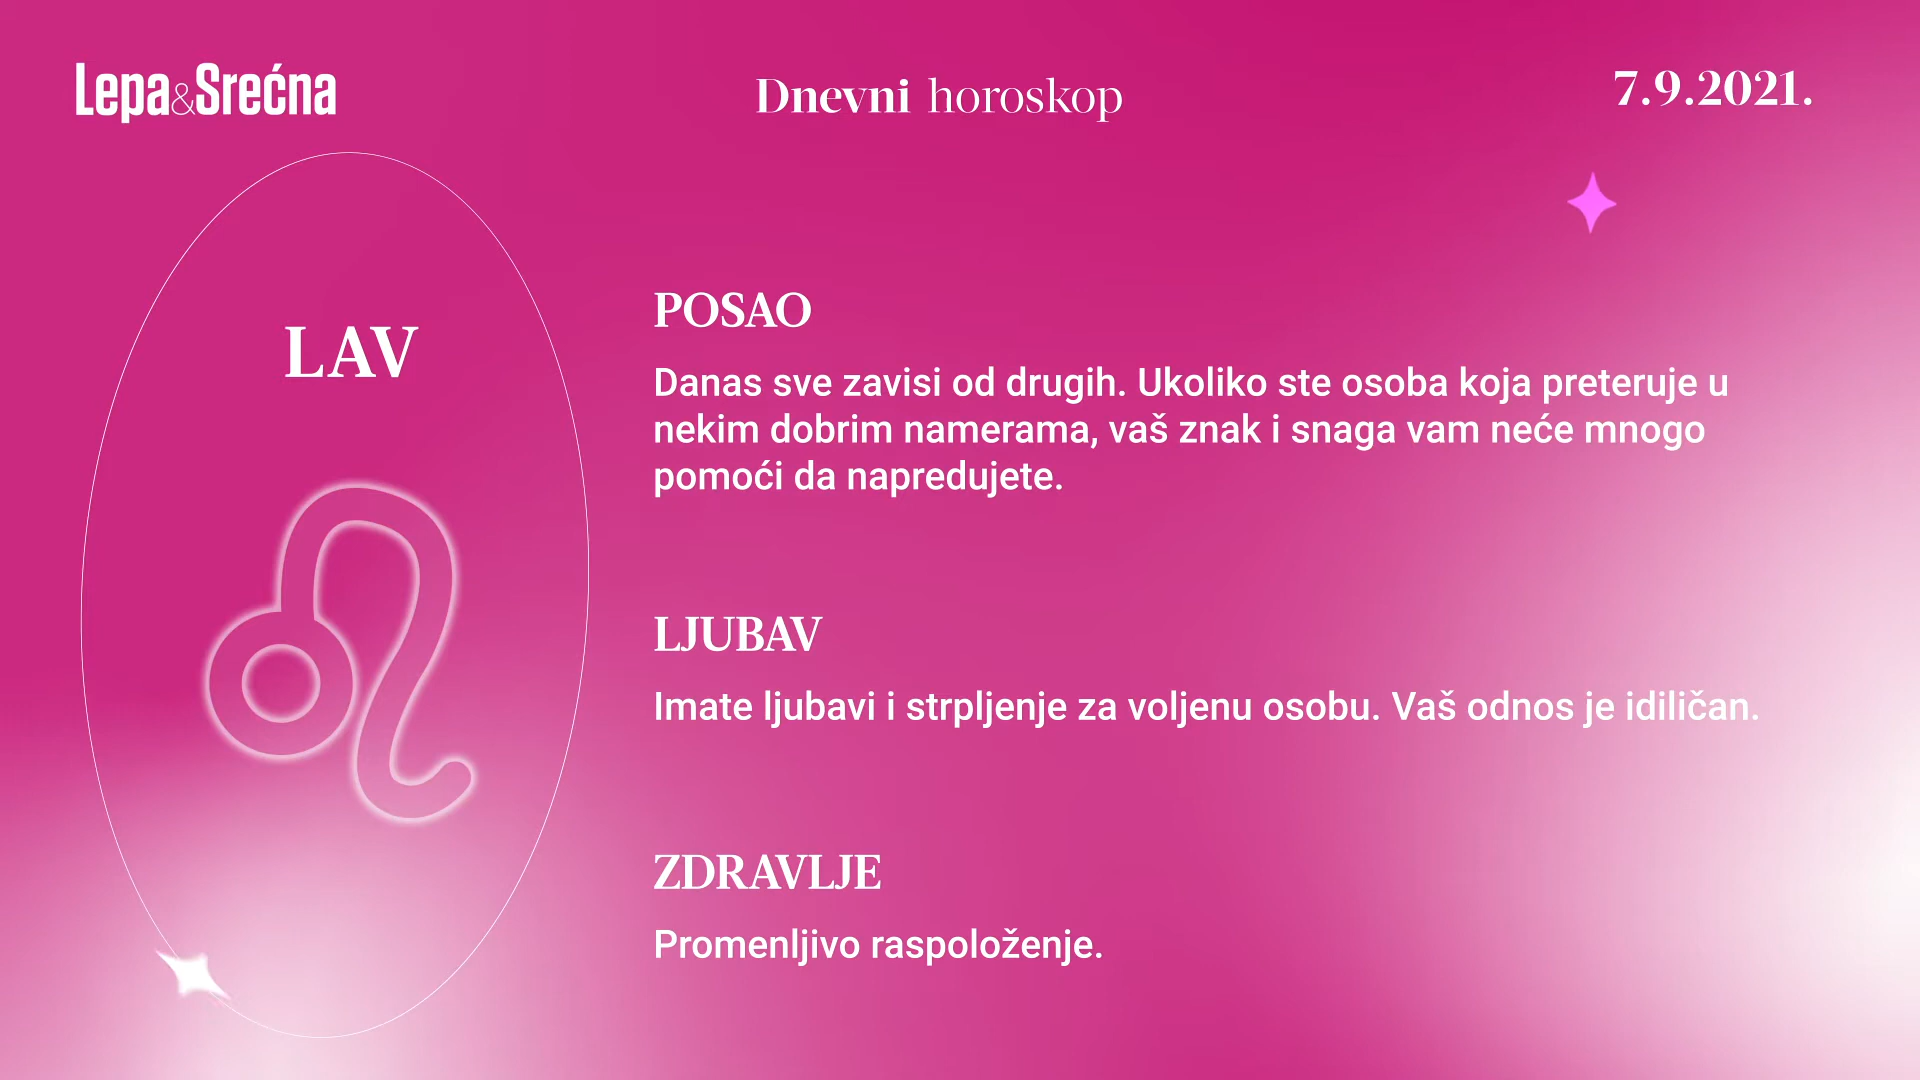 Lepa&Srećna
Dnevni horoskop
7.9.2021.
LAV
POSAO
Danas sve zavisi od drugih. Ukoliko ste osoba koja preteruje u
nekim dobrim namerama, vaš znak i snaga vam neće mnogo
pomoći da napredujete.
LJUBAV
Imate ljubavi i strpljenje za voljenu osobu. Vaš odnos je idiličan.
ZDRAVLJE
Promenljivo raspoloženje.